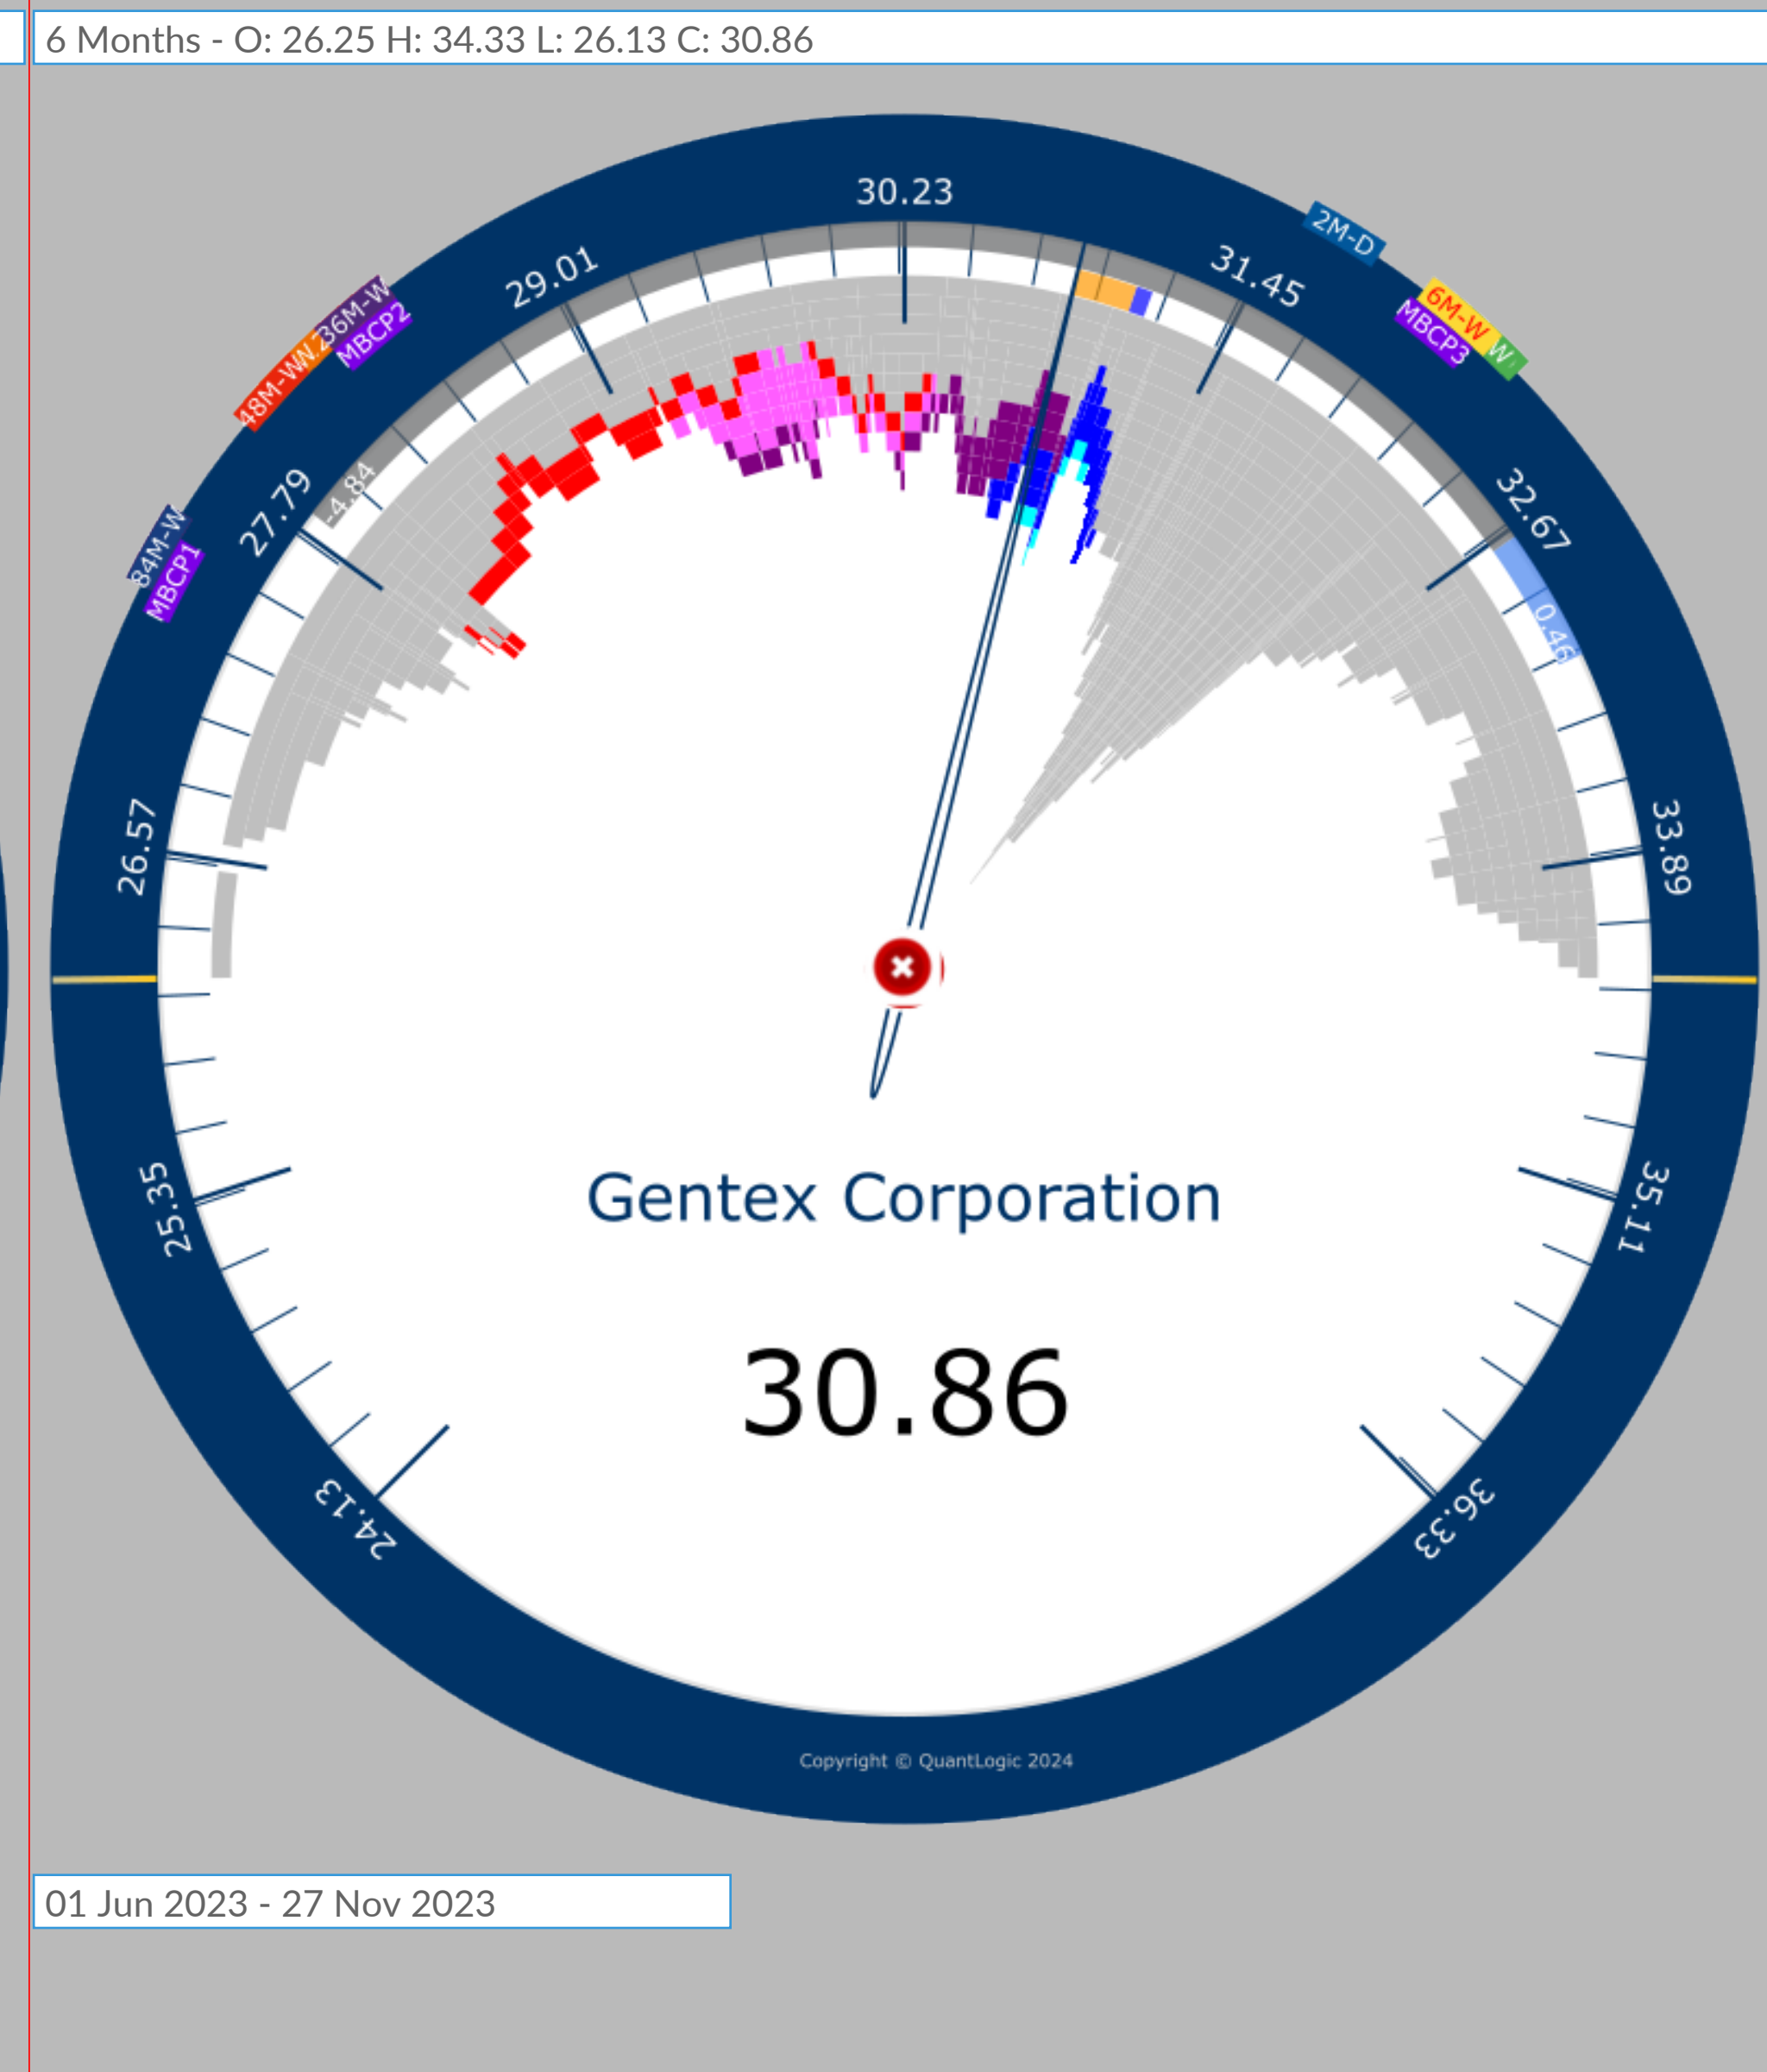 6 Months - O: 26.25 H: 34.33 L: 26.13 C: 30.86
30.23
29.01
31.45
2M-D
6M-W
W
MBCP3
36M-W
MBCP2
48M-W
27.79
-4.84
32.67
0.46
84M-W
MBCP1
26.57
33.89
25.35
35.11
24.13
36.33
Gentex Corporation
30.86
Copyright © QuantLogic 2024
01 Jun 2023 - 27 Nov 2023